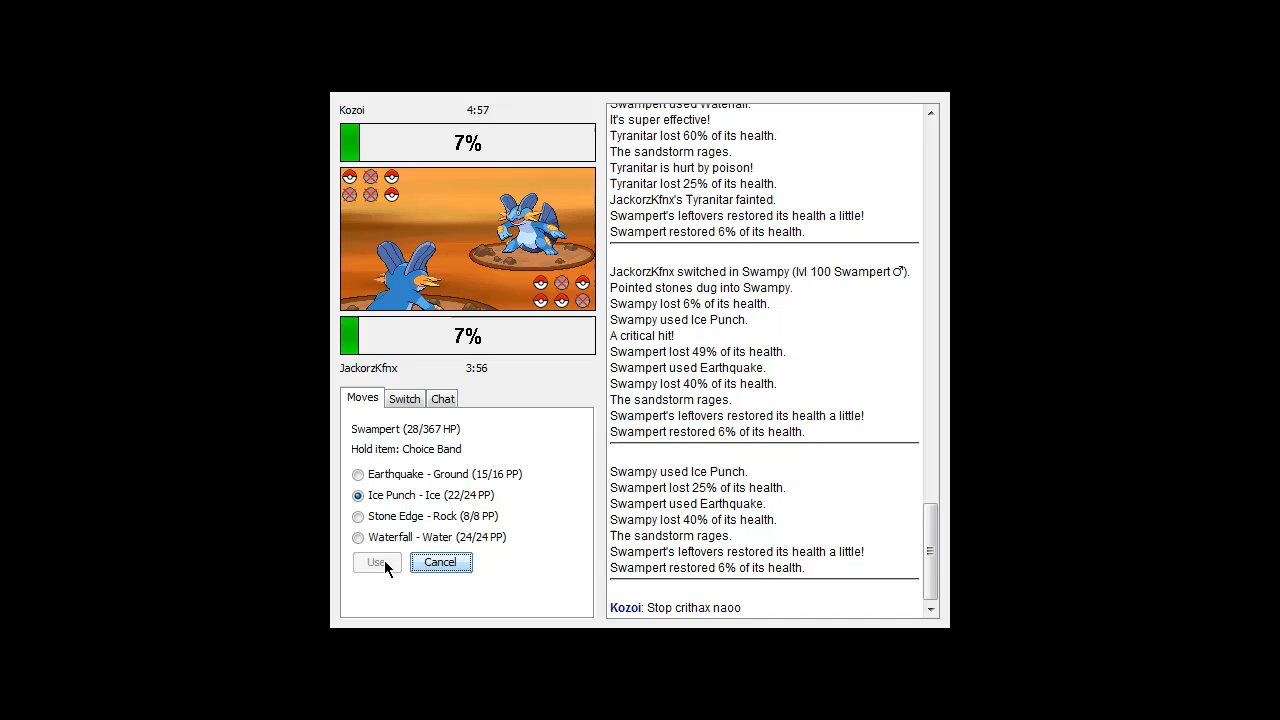 Kozoi 4:57
7%
7%
JackorzKfnx 3:56
Moves Switch Chat
Swampert (28/367 HP)
Hold item: Choice Band
Earthquake - Ground (15/16 PP)
Ice Punch - Ice (22/24 PP)
Stone Edge - Rock (8/8 PP)
Waterfall - Water (24/24 PP)
Use Cancel
Swampert used Waterfall.
It's super effective!
Tyranitar lost 60% of its health.
The sandstorm rages.
Tyranitar is hurt by poison!
Tyranitar lost 25% of its health.
JackorzKfnx's Tyranitar fainted.
Swampert's leftovers restored its health a little!
Swampert restored 6% of its health.
JackorzKfnx switched in Swampy (lvl 100 Swampert ♂).
Pointed stones dug into Swampy.
Swampy lost 6% of its health.
Swampy used Ice Punch.
A critical hit!
Swampert lost 49% of its health.
Swampert used Earthquake.
Swampy lost 40% of its health.
The sandstorm rages.
Swampert's leftovers restored its health a little!
Swampert restored 6% of its health.
Swampy used Ice Punch.
Swampert lost 25% of its health.
Swampert used Earthquake.
Swampy lost 40% of its health.
The sandstorm rages.
Swampert's leftovers restored its health a little!
Swampert restored 6% of its health.
Kozoi: Stop crithax naoo